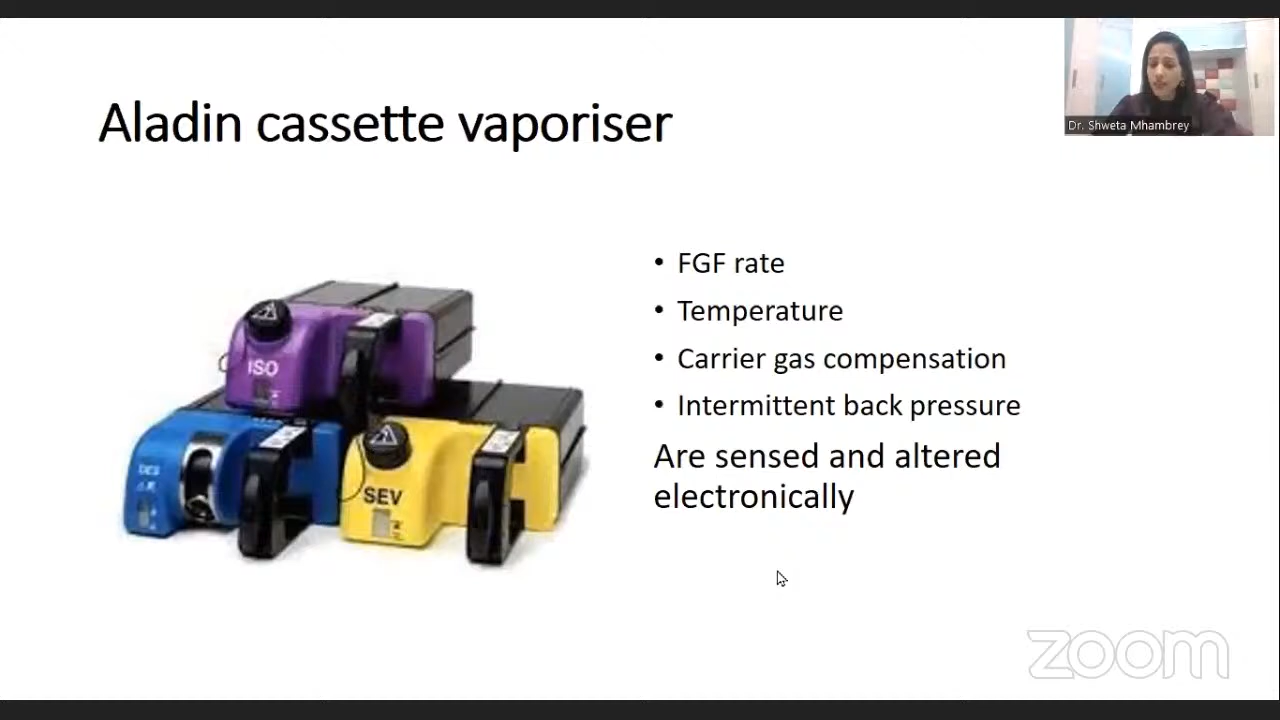 Aladin cassette vaporiser
Dr. Shweta Mhambrey
• FGF rate
• Temperature
• Carrier gas compensation
• Intermittent back pressure
Are sensed and altered
electronically
ISO
DES
SEV
zoom